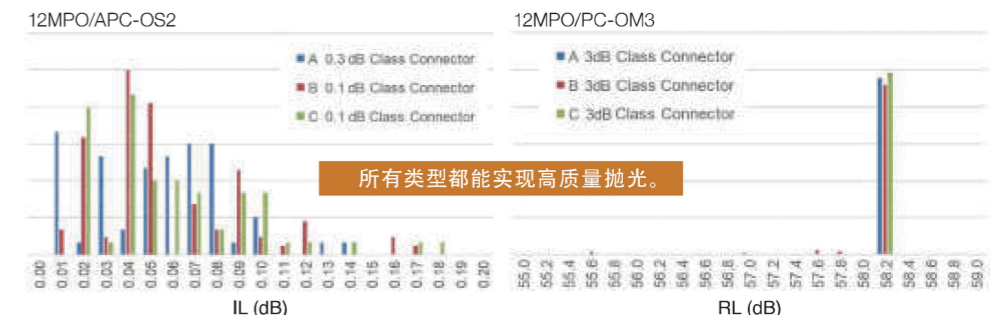 12MPO/APC-OS2
A 0.3 dB Class Connector
B 0.1 dB Class Connector
C 0.1 dB Class Connector
0.00 0.01 0.02 0.03 0.04 0.05 0.06 0.07 0.08 0.09 0.10 0.11 0.12 0.13 0.14 0.15 0.16 0.17 0.18 0.19 0.20
IL (dB)
12MPO/PC-OM3
A 3dB Class Connector
B 3dB Class Connector
C 3dB Class Connector
所有类型都能实现高质量抛光。
55.0 55.2 55.4 55.6 55.8 56.0 56.2 56.4 56.6 56.8 57.0 57.2 57.4 57.6 57.8 58.0 58.2 58.4 58.6 58.8 59.0
RL (dB)